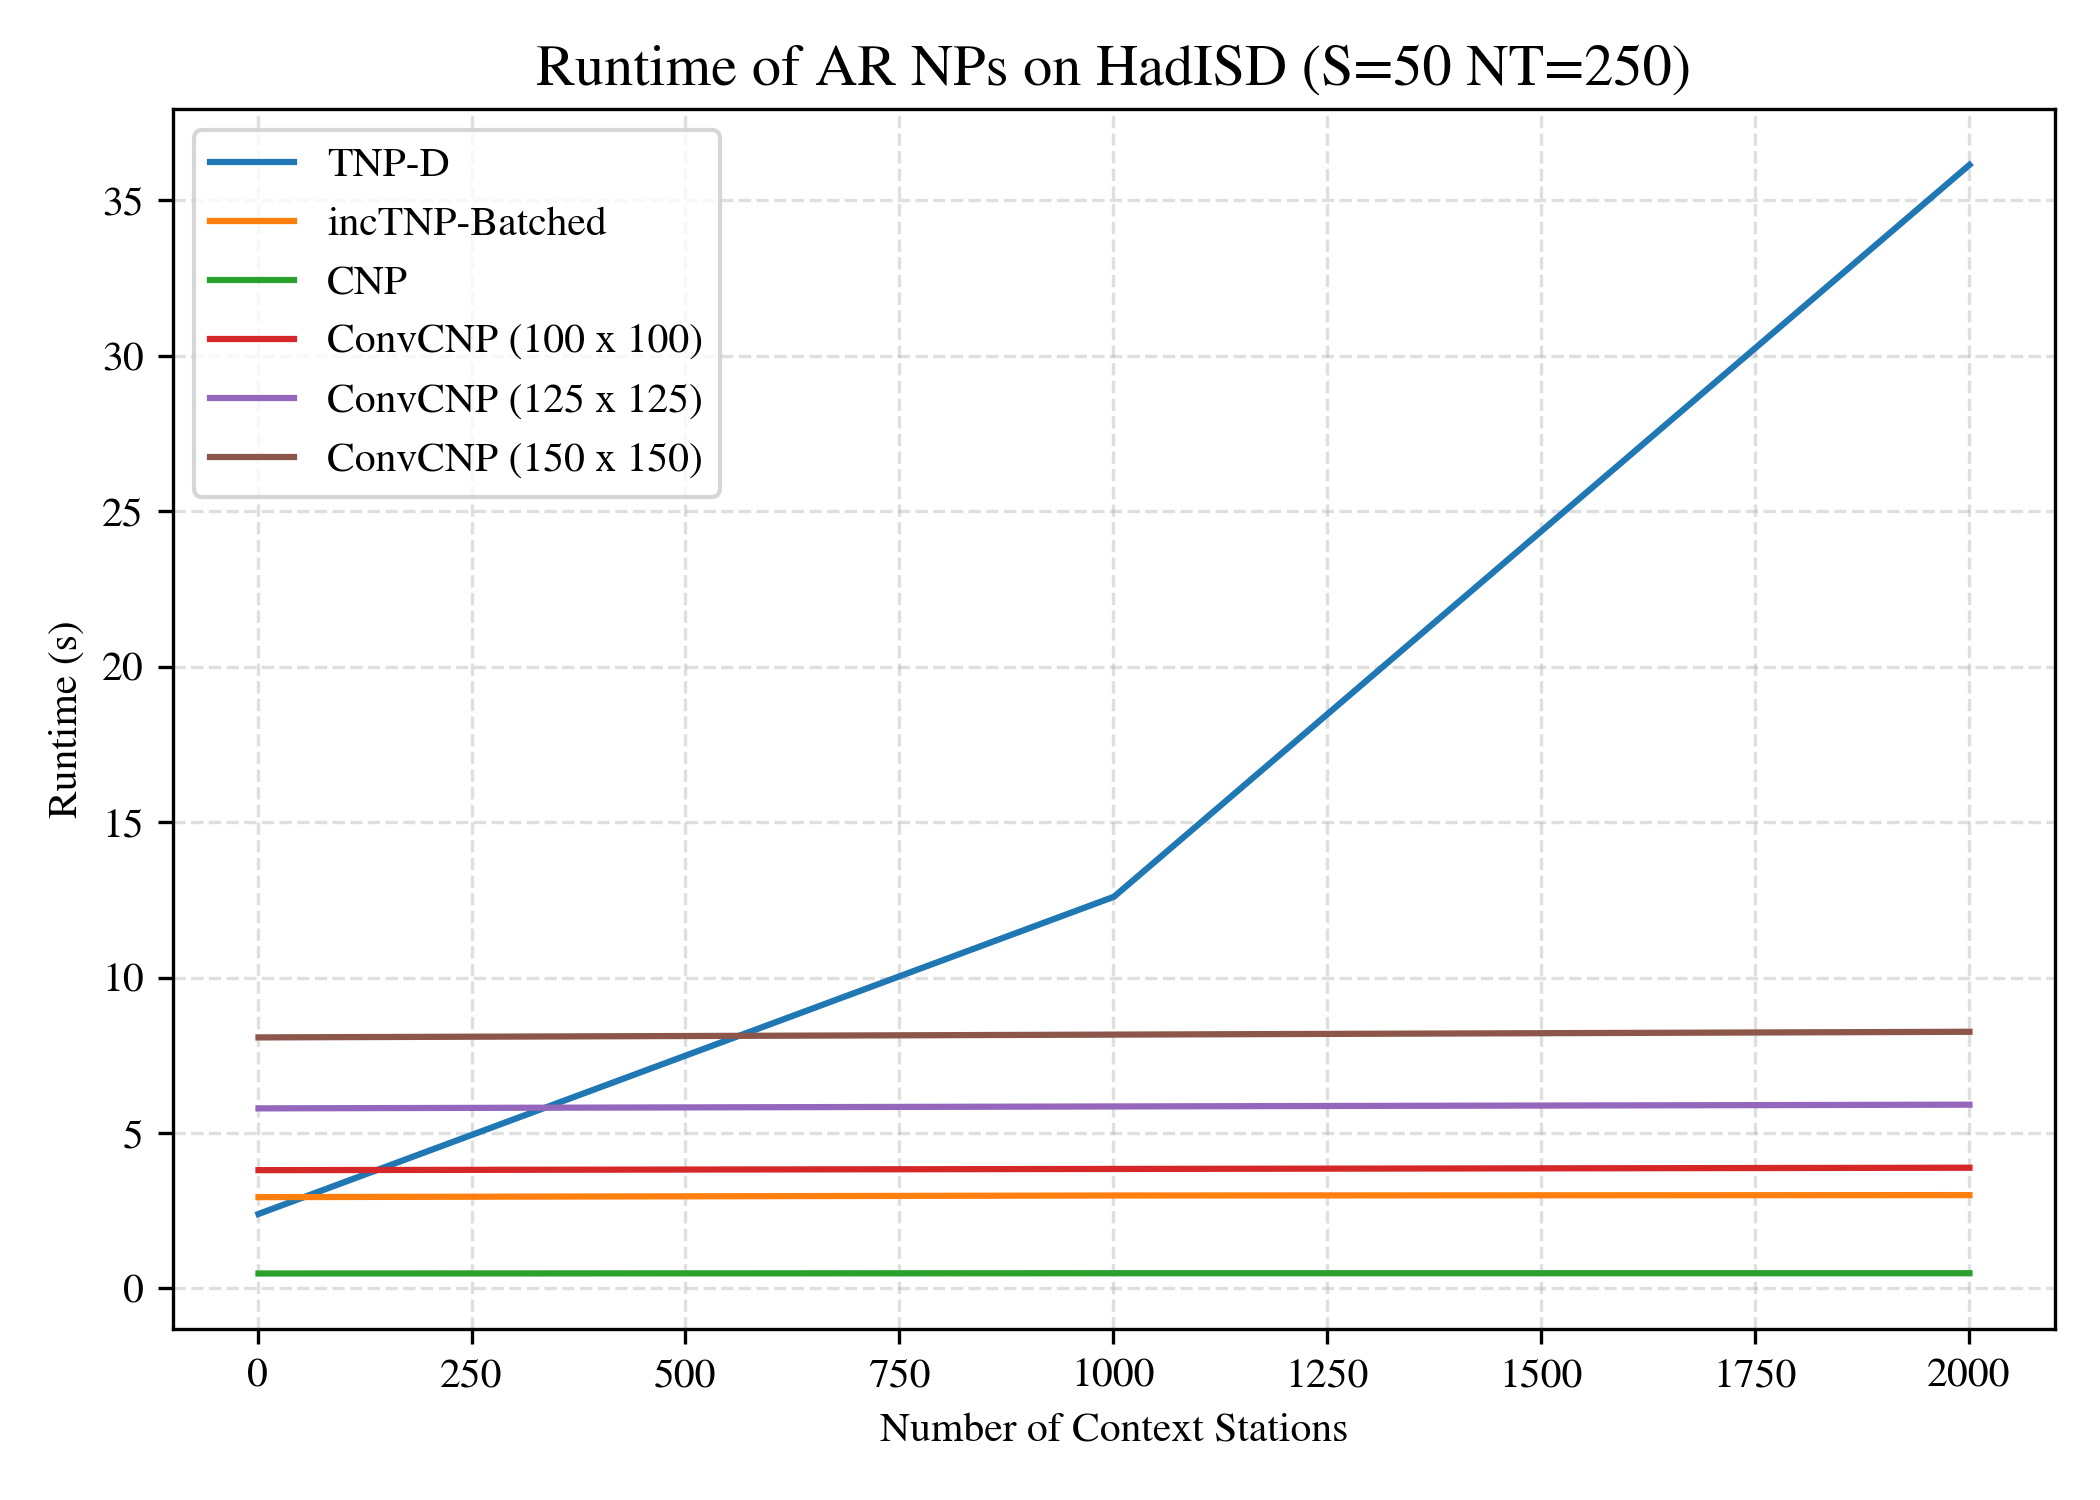 Runtime of AR NPs on HadISD (S=50 NT=250)
TNP-D
incTNP-Batched
CNP
ConvCNP (100 x 100)
ConvCNP (125 x 125)
ConvCNP (150 x 150)
35
30
25
20
15
10
5
0
Runtime (s)
0 250 500 750 1000 1250 1500 1750 2000
Number of Context Stations